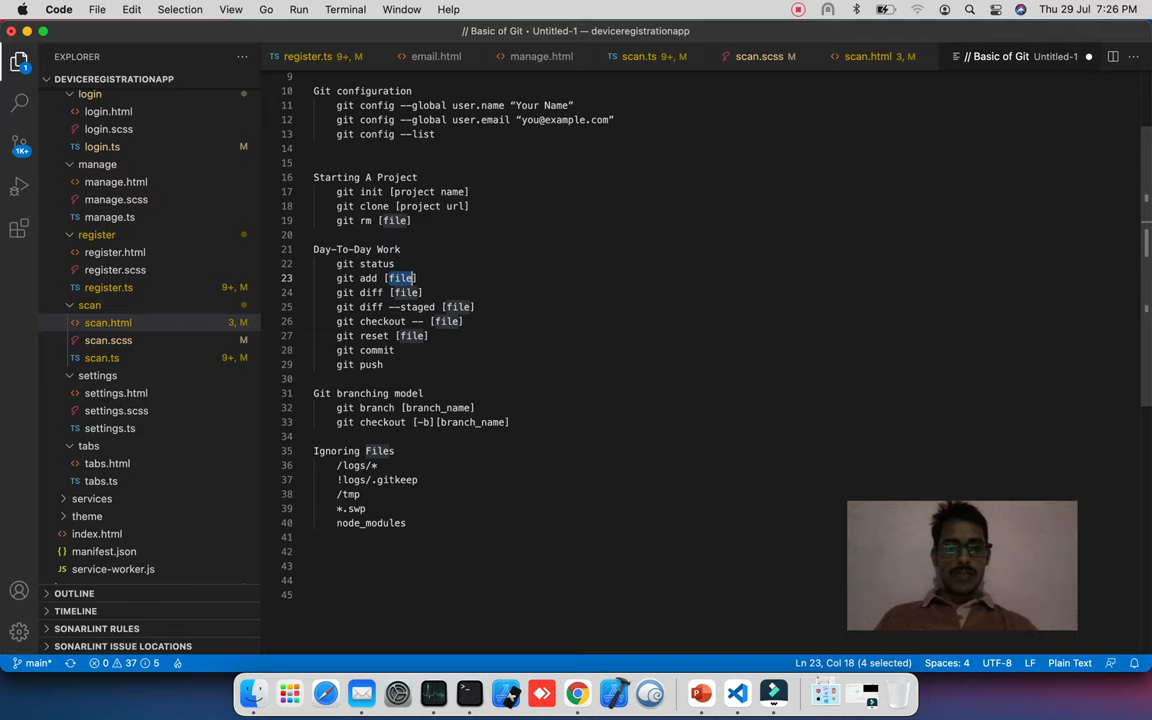 Code File Edit Selection View Go Run Terminal Window Help Thu 29 Jul 7:26 PM
// Basic of Git • Untitled-1 — deviceregistrationapp
EXPLORER
register.ts 9+, M email.html manage.html scan.ts 9+, M scan.scss M scan.html 3, M // Basic of Git Untitled-1
DEVICEREGISTRATIONAPP
login
login.html
login.scss
login.ts M
manage
manage.html
manage.scss
manage.ts
register
register.html
register.scss
register.ts 9+, M
scan
scan.html 3, M
scan.scss M
scan.ts 9+, M
settings
settings.html
settings.scss
settings.ts
tabs
tabs.html
tabs.ts
services
theme
index.html
manifest.json
service-worker.js
OUTLINE
TIMELINE
SONARLINT RULES
SONARLINT ISSUE LOCATIONS
1
1K+
9
10 Git configuration
11 git config --global user.name “Your Name”
12 git config --global user.email “you@example.com”
13 git config --list
14
15
16 Starting A Project
17 git init [project name]
18 git clone [project url]
19 git rm [file]
20
21 Day-To-Day Work
22 git status
23 git add [file]
24 git diff [file]
25 git diff --staged [file]
26 git checkout -- [file]
27 git reset [file]
28 git commit
29 git push
30
31 Git branching model
32 git branch [branch_name]
33 git checkout [-b][branch_name]
34
35 Ignoring Files
36 /logs/*
37 !logs/.gitkeep
38 /tmp
39 *.swp
40 node_modules
41
42
43
44
45
main* 0 37 5 Ln 23, Col 18 (4 selected) Spaces: 4 UTF-8 LF Plain Text